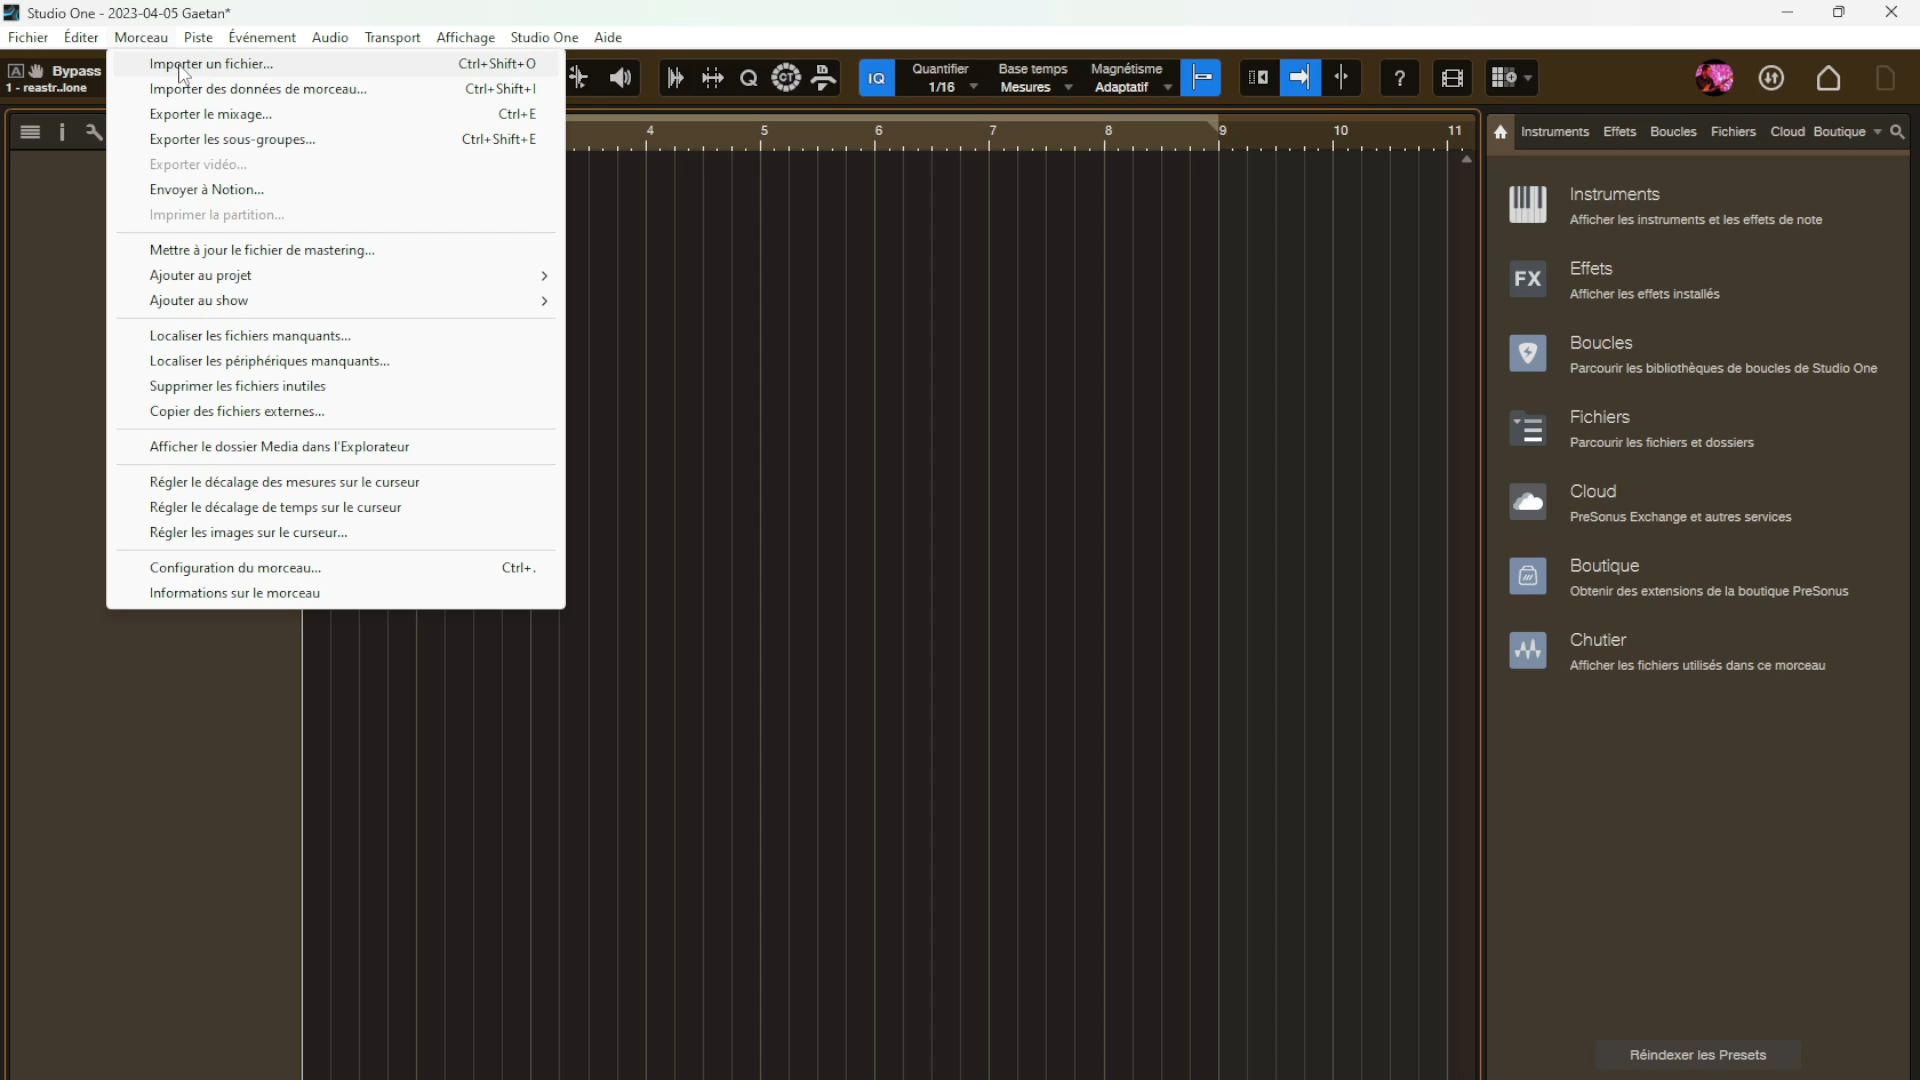 Studio One - 2023-04-05 Gaetan*
Fichier Éditer Morceau Piste Événement Audio Transport Affichage Studio One Aide
Importer un fichier... Ctrl+Shift+O
Importer des données de morceau... Ctrl+Shift+I
Exporter le mixage... Ctrl+E
Exporter les sous-groupes... Ctrl+Shift+E
Exporter vidéo...
Envoyer à Notion...
Imprimer la partition...
Mettre à jour le fichier de mastering...
Ajouter au projet
Ajouter au show
Localiser les fichiers manquants...
Localiser les périphériques manquants...
Supprimer les fichiers inutiles
Copier des fichiers externes...
Afficher le dossier Media dans l'Explorateur
Régler le décalage des mesures sur le curseur
Régler le décalage de temps sur le curseur
Régler les images sur le curseur...
Configuration du morceau... Ctrl+.
Informations sur le morceau
A Bypass
1 - reastr..lone
IQ
Quantifier
1/16
Base temps
Mesures
Magnétisme
Adaptatif
?
4 5 6 7 8 9 10 11
Instruments Effets Boucles Fichiers Cloud Boutique
Instruments
Afficher les instruments et les effets de note
FX
Effets
Afficher les effets installés
Boucles
Parcourir les bibliothèques de boucles de Studio One
Fichiers
Parcourir les fichiers et dossiers
Cloud
PreSonus Exchange et autres services
Boutique
Obtenir des extensions de la boutique PreSonus
Chutier
Afficher les fichiers utilisés dans ce morceau
Réindexer les Presets